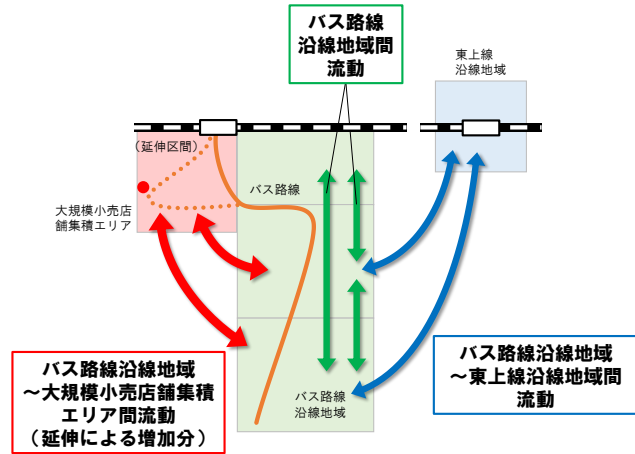 バス路線
沿線地域間
流動
東上線
沿線地域
（延伸区間）
バス路線
大規模小売店
舗集積エリア
バス路線沿線地域
～大規模小売店舗集積
エリア間流動
（延伸による増加分）
バス路線
沿線地域
バス路線沿線地域
～東上線沿線地域間
流動